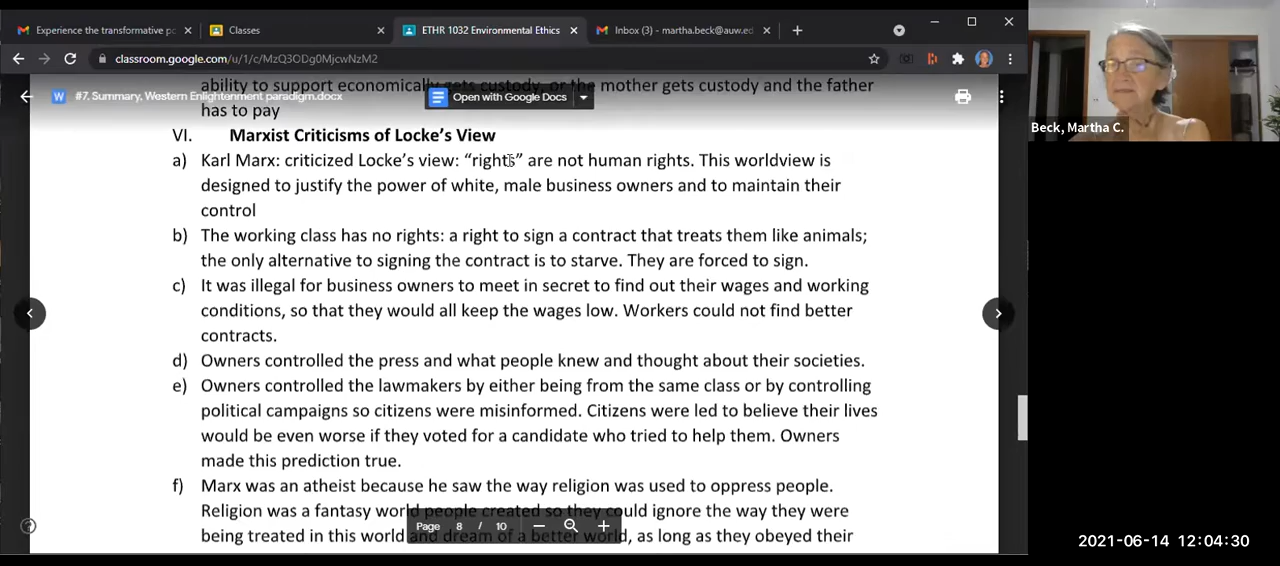 Experience the transformative po
Classes
ETHR 1032 Environmental Ethics
Inbox (3) - martha.beck@auw.ed
classroom.google.com/u/1/c/MzQ3ODg0MjcwNzM2
ability to support economically gets custody, or the mother gets custody and the father
#7. Summary, Western Enlightenment paradigm.docx
Open with Google Docs
has to pay
Beck, Martha C.
VI. Marxist Criticisms of Locke's View
a) Karl Marx: criticized Locke's view: "rights" are not human rights. This worldview is
designed to justify the power of white, male business owners and to maintain their
control
b) The working class has no rights: a right to sign a contract that treats them like animals;
the only alternative to signing the contract is to starve. They are forced to sign.
c) It was illegal for business owners to meet in secret to find out their wages and working
conditions, so that they would all keep the wages low. Workers could not find better
contracts.
d) Owners controlled the press and what people knew and thought about their societies.
e) Owners controlled the lawmakers by either being from the same class or by controlling
political campaigns so citizens were misinformed. Citizens were led to believe their lives
would be even worse if they voted for a candidate who tried to help them. Owners
made this prediction true.
f) Marx was an atheist because he saw the way religion was used to oppress people.
Religion was a fantasy world people created so they could ignore the way they were
Page 8 / 10
being treated in this world and dream of a better world, as long as they obeyed their
2021-06-14 12:04:30